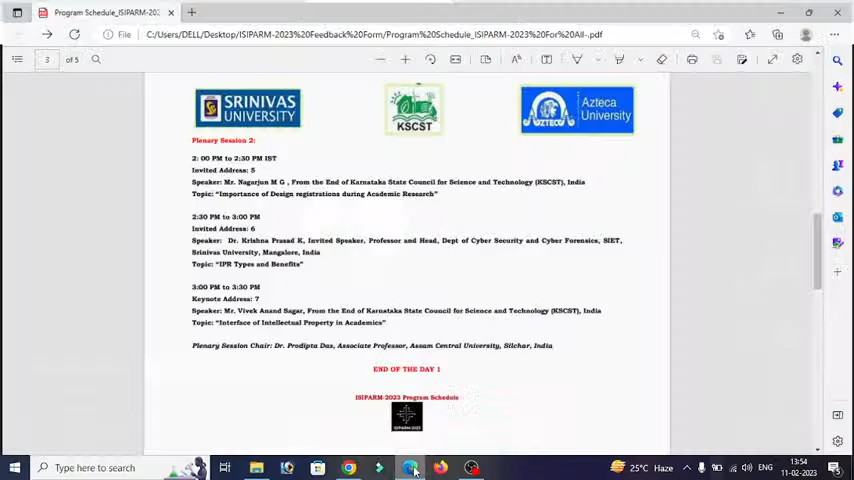 Program Schedule_ISIPARM-202
File
C:/Users/DELL/Desktop/ISIPARM-2023%20Feedback%20Form/Program%20Schedule_ISIPARM-2023%20For%20All-.pdf
3 of 5
SRINIVAS UNIVERSITY
KSCST
AZTECA
Azteca University
Plenary Session 2:
2: 00 PM to 2:30 PM IST
Invited Address: 5
Speaker: Mr. Nagarjun M G , From the End of Karnataka State Council for Science and Technology (KSCST), India
Topic: “Importance of Design registrations during Academic Research”
2:30 PM to 3:00 PM
Invited Address: 6
Speaker: Dr. Krishna Prasad K, Invited Speaker, Professor and Head, Dept of Cyber Security and Cyber Forensics, SIET,
Srinivas University, Mangalore, India
Topic: “IPR Types and Benefits”
3:00 PM to 3:30 PM
Keynote Address: 7
Speaker: Mr. Vivek Anand Sagar, From the End of Karnataka State Council for Science and Technology (KSCST), India
Topic: “Interface of Intellectual Property in Academics”
Plenary Session Chair: Dr. Prodipta Das, Associate Professor, Assam Central University, Silchar, India
END OF THE DAY 1
ISIPARM-2023 Program Schedule
ISIPARM-2023
Type here to search
25°C Haze
ENG
13:54
11-02-2023